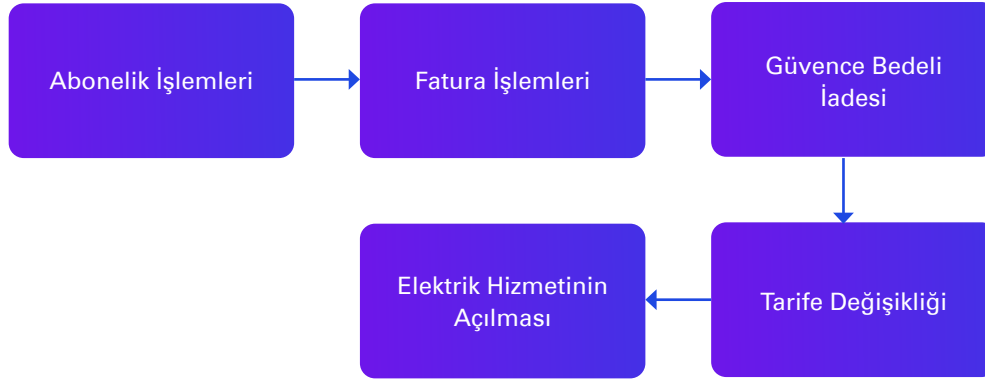 Abonelik İşlemleri
Fatura İşlemleri
Güvence Bedeli
İadesi
Tarife Değişikliği
Elektrik Hizmetinin
Açılması